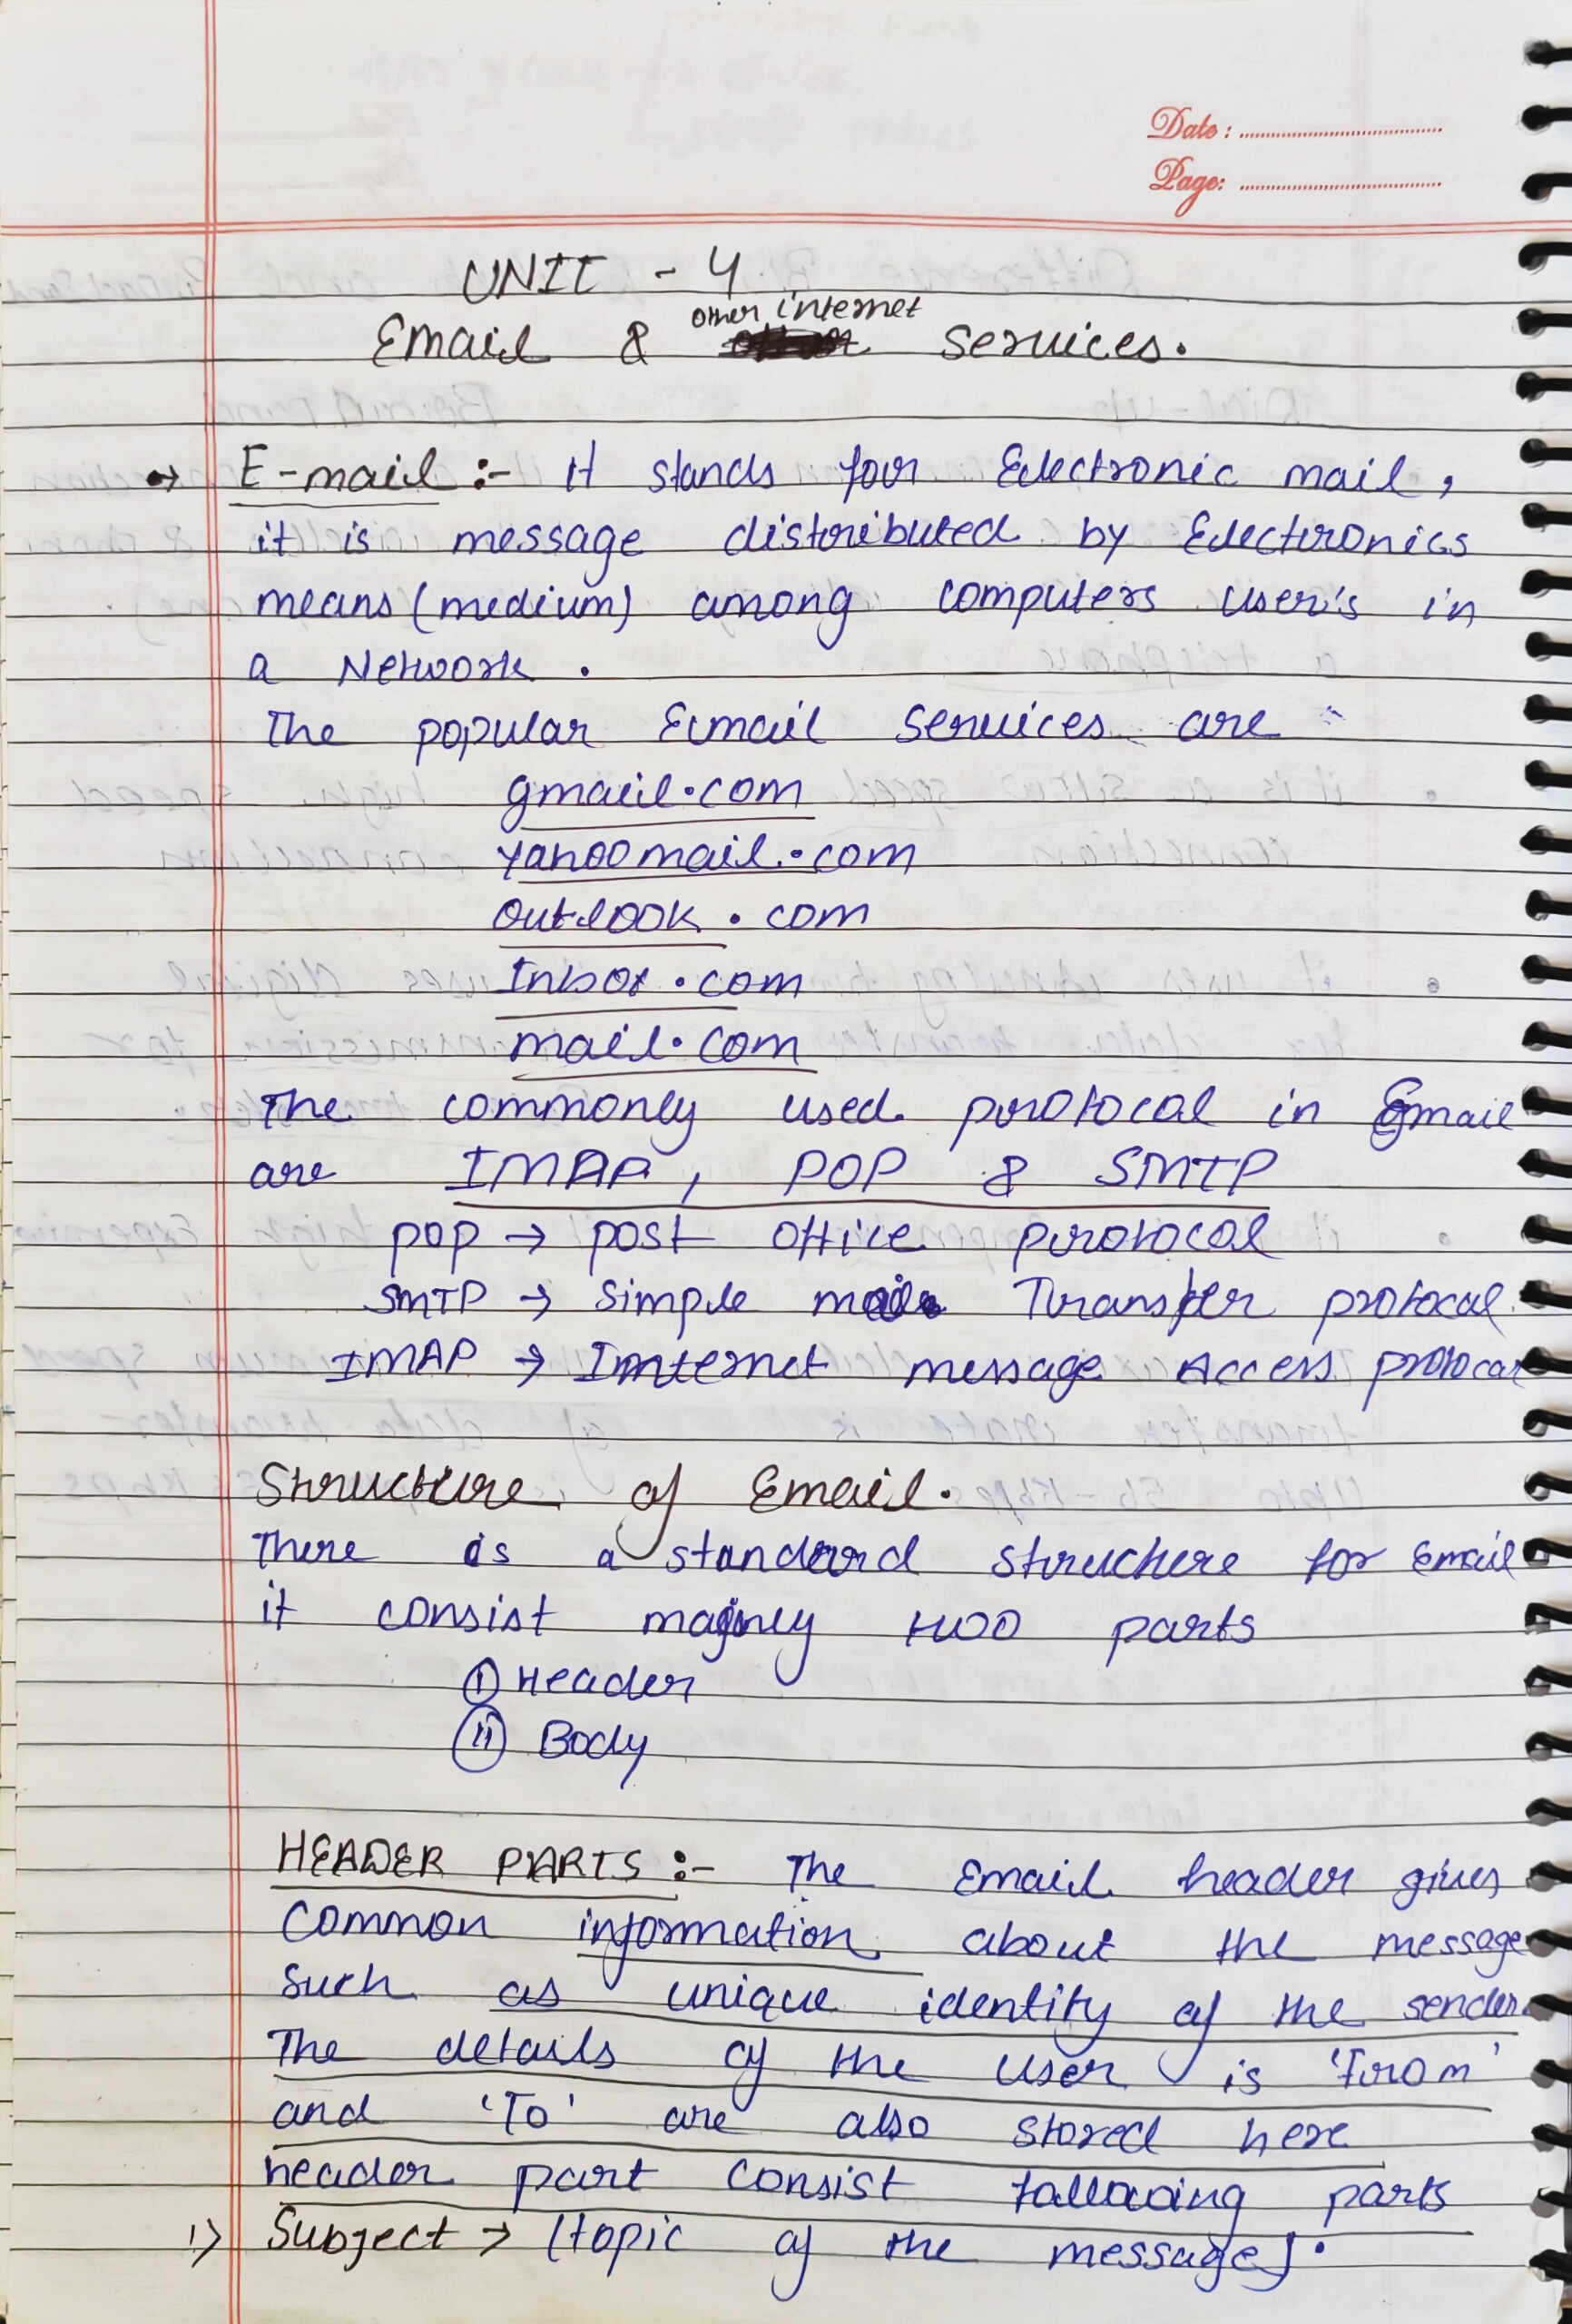 Date :
Page:
UNIT - 4
other internet
Email & services.
→ E-mail :- It stands for Electronic mail,
it is message distributed by Electronics
means (medium) among computers user's in
a Network .
The popular Email services are
gmail.com
yahoomail.com
outlook . com
Inbox . com
mail.com
The commonly used protocal in Email
are IMAP, POP & SMTP
pop → post office protocal
SMTP → Simple mail Transfer protocal
IMAP → Internet message Access protocal
Structure of Email.
There is a standard structure for Email
it consist mainly two parts
(i) Header
(ii) Body
HEADER PARTS :- The Email header gives
Common information about the message
Such as unique identity of the sender
The details of the user is 'from'
and 'To' are also stored here
header part consist following parts
1) Subject → (topic of the message).